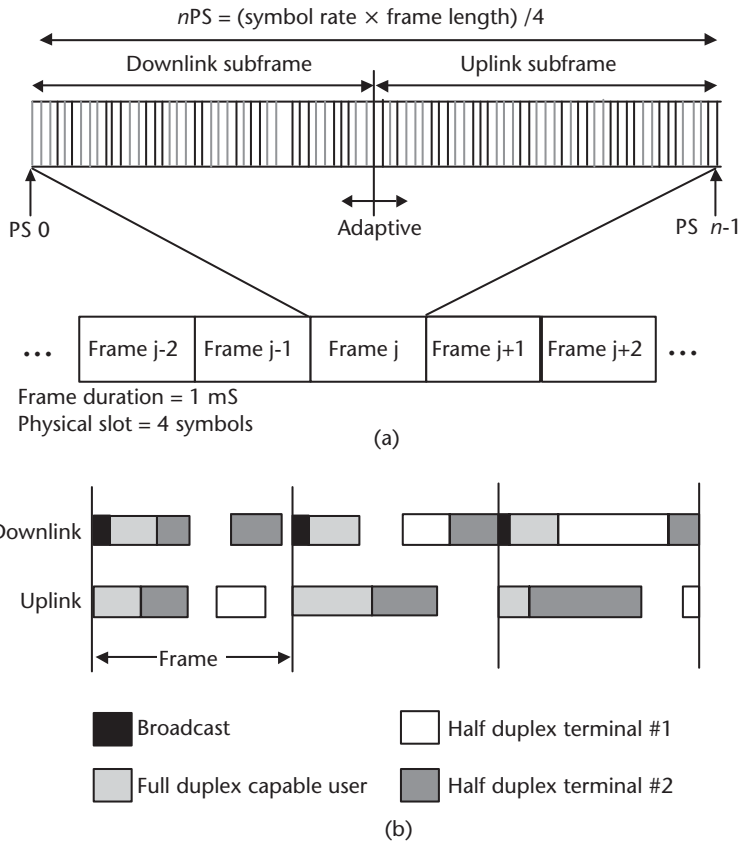 nPS = (symbol rate × frame length) /4
Downlink subframe
Uplink subframe
PS 0
Adaptive
PS n-1
...
Frame j-2
Frame j-1
Frame j
Frame j+1
Frame j+2
...
Frame duration = 1 mS
Physical slot = 4 symbols
(a)
Downlink
Uplink
Frame
Broadcast
Half duplex terminal #1
Full duplex capable user
Half duplex terminal #2
(b)